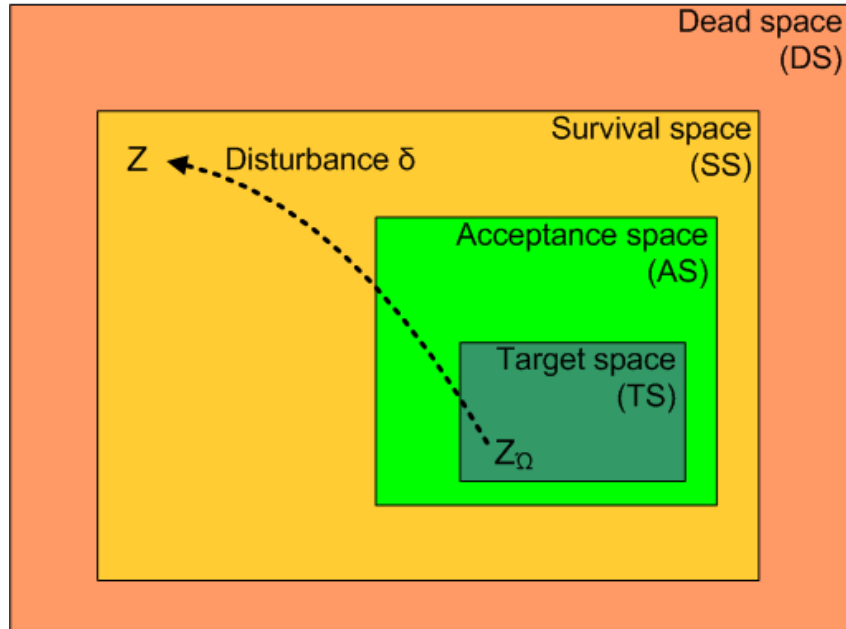 Dead space
(DS)
Survival space
(SS)
Z
Disturbance δ
Acceptance space
(AS)
Target space
(TS)
ZΩ